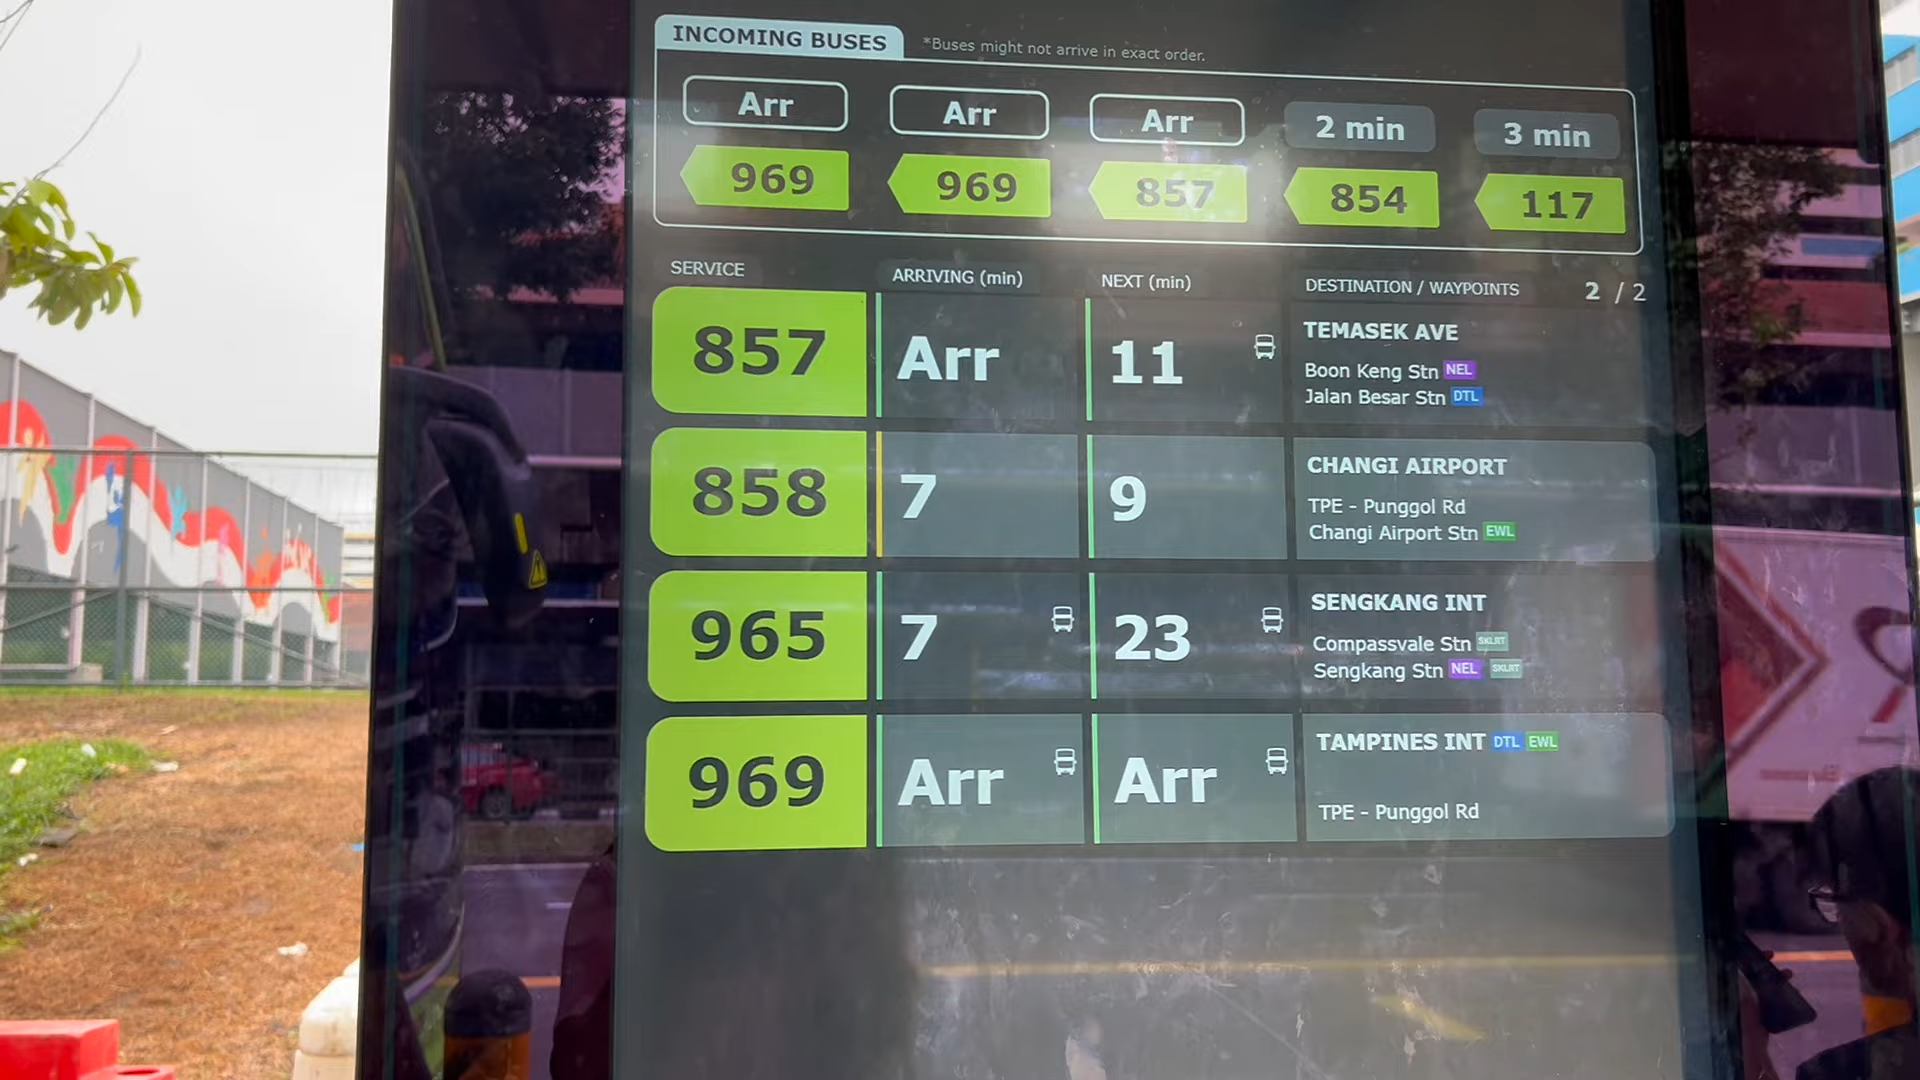 INCOMING BUSES *Buses might not arrive in exact order.
Arr Arr Arr 2 min 3 min
969 969 857 854 117
SERVICE ARRIVING (min) NEXT (min) DESTINATION / WAYPOINTS 2 / 2
857 Arr 11 TEMASEK AVE
Boon Keng Stn NEL
Jalan Besar Stn DTL
858 7 9 CHANGI AIRPORT
TPE - Punggol Rd
Changi Airport Stn EWL
965 7 23 SENGKANG INT
Compassvale Stn SKLRT
Sengkang Stn NEL SKLRT
969 Arr Arr TAMPINES INT DTL EWL
TPE - Punggol Rd